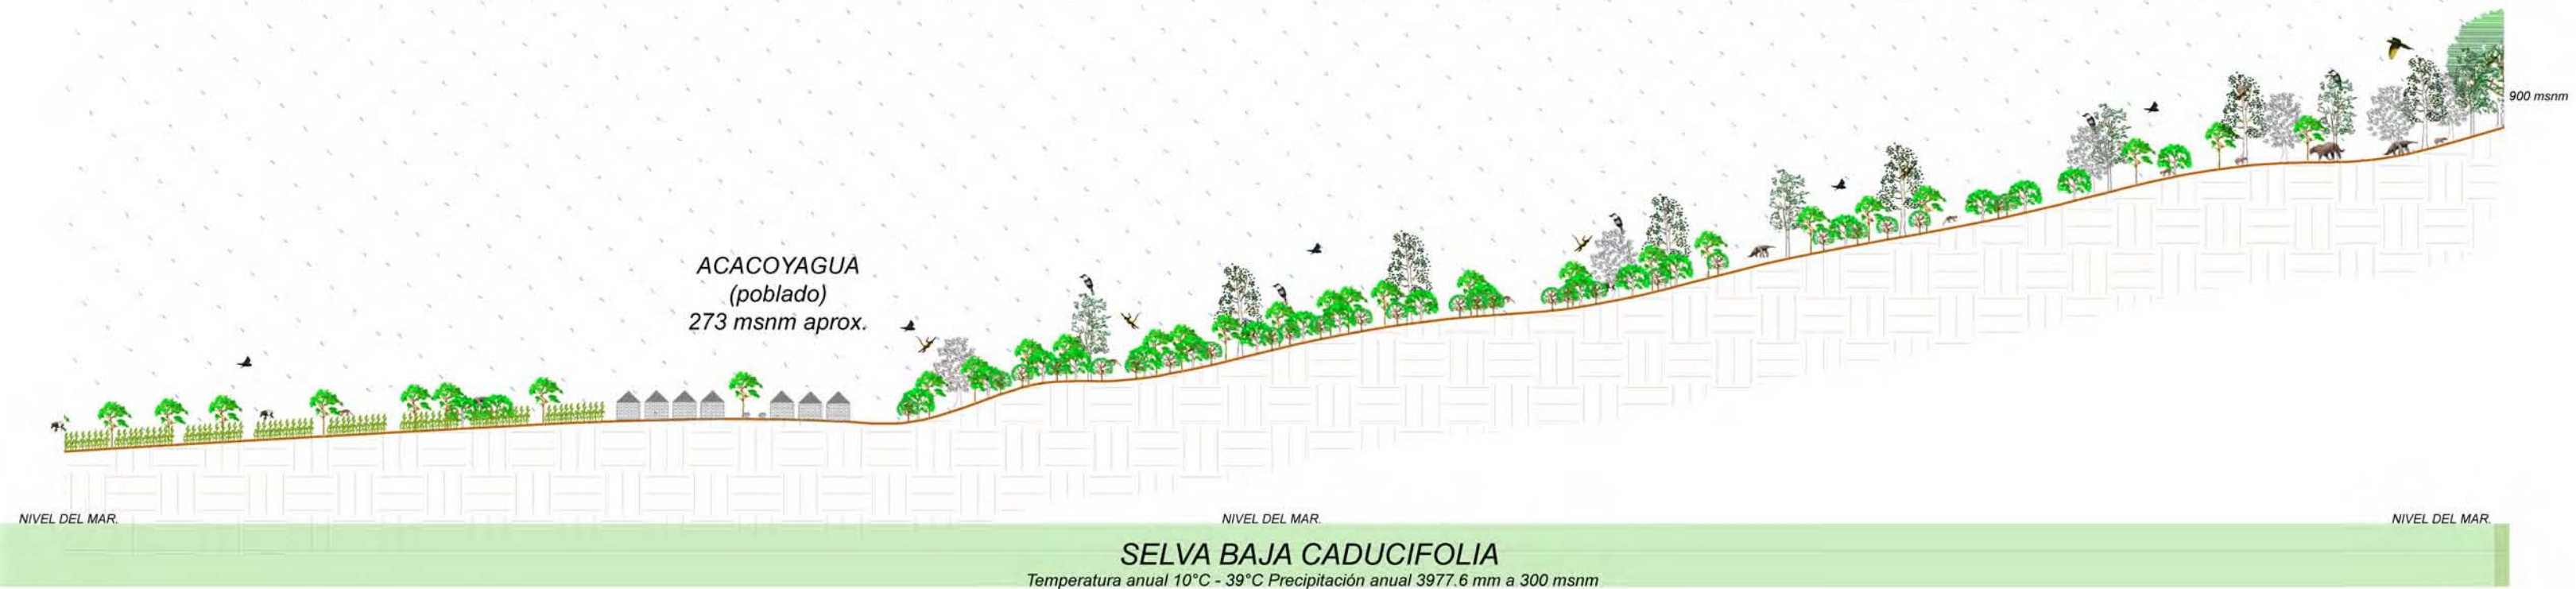 900 msnm
ACACOYAGUA
(poblado)
273 msnm aprox.
NIVEL DEL MAR.
NIVEL DEL MAR.
NIVEL DEL MAR.
SELVA BAJA CADUCIFOLIA
Temperatura anual 10°C - 39°C Precipitación anual 3977.6 mm a 300 msnm